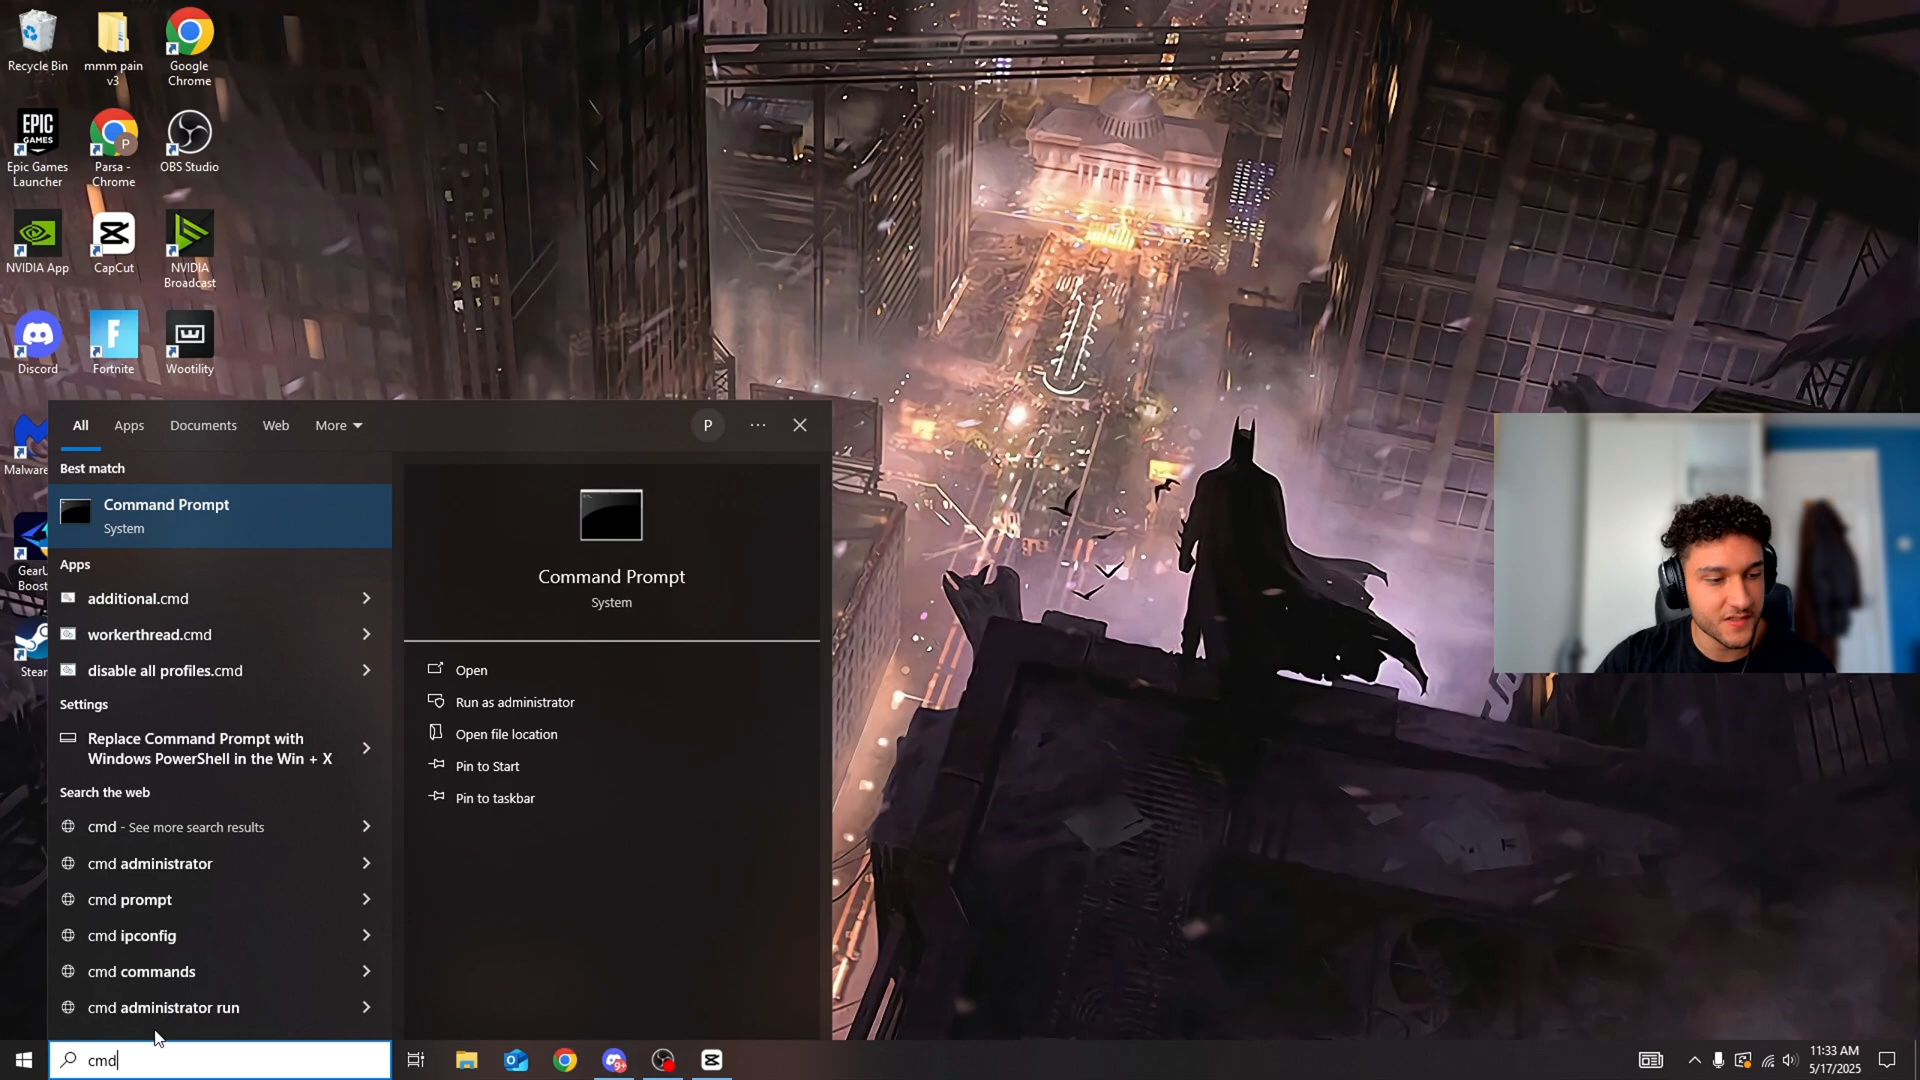 Recycle Bin
mmm pain
v3
Google
Chrome
EPIC
GAMES
P
Epic Games
Launcher
Parsa -
Chrome
OBS Studio
NVIDIA App
CapCut
NVIDIA
Broadcast
F
Discord
Fortnite
Wootility
Malware
GearU
Boost
Stear
All
Apps
Documents
Web
More
P
Best match
Command Prompt
System
Apps
additional.cmd
workerthread.cmd
disable all profiles.cmd
Settings
Replace Command Prompt with
Windows PowerShell in the Win + X
Search the web
cmd - See more search results
cmd administrator
cmd prompt
cmd ipconfig
cmd commands
cmd administrator run
Command Prompt
System
Open
Run as administrator
Open file location
Pin to Start
Pin to taskbar
cmd
9+
11:33 AM
5/17/2025